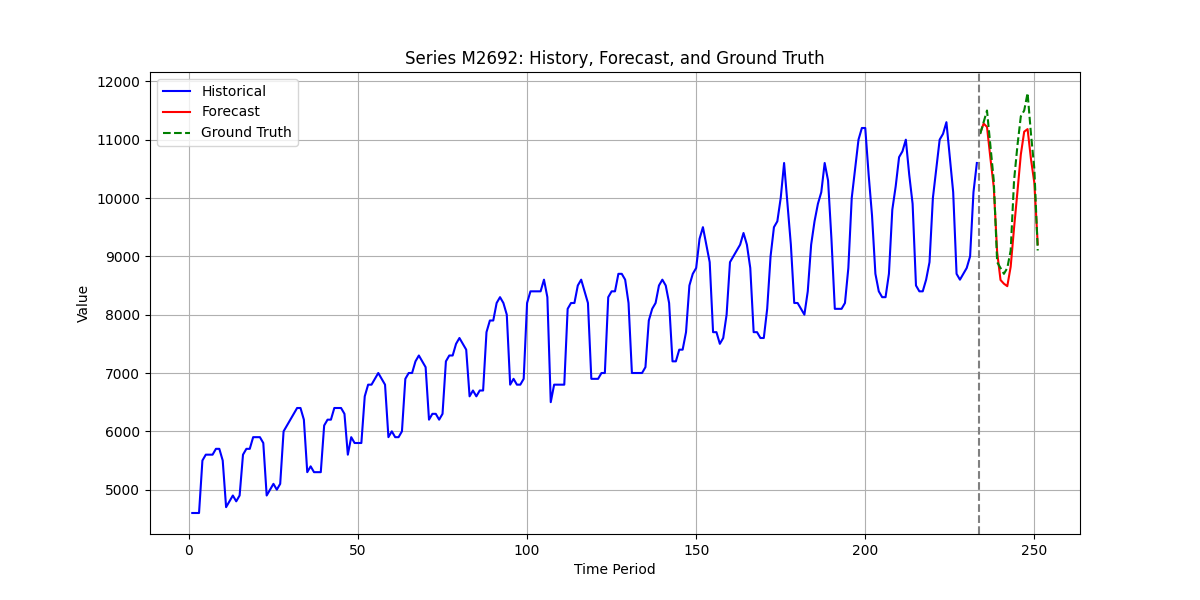 Series M2692: History, Forecast, and Ground Truth
Historical
Forecast
Ground Truth
12000
11000
10000
9000
8000
7000
6000
5000
Value
0 50 100 150 200 250
Time Period